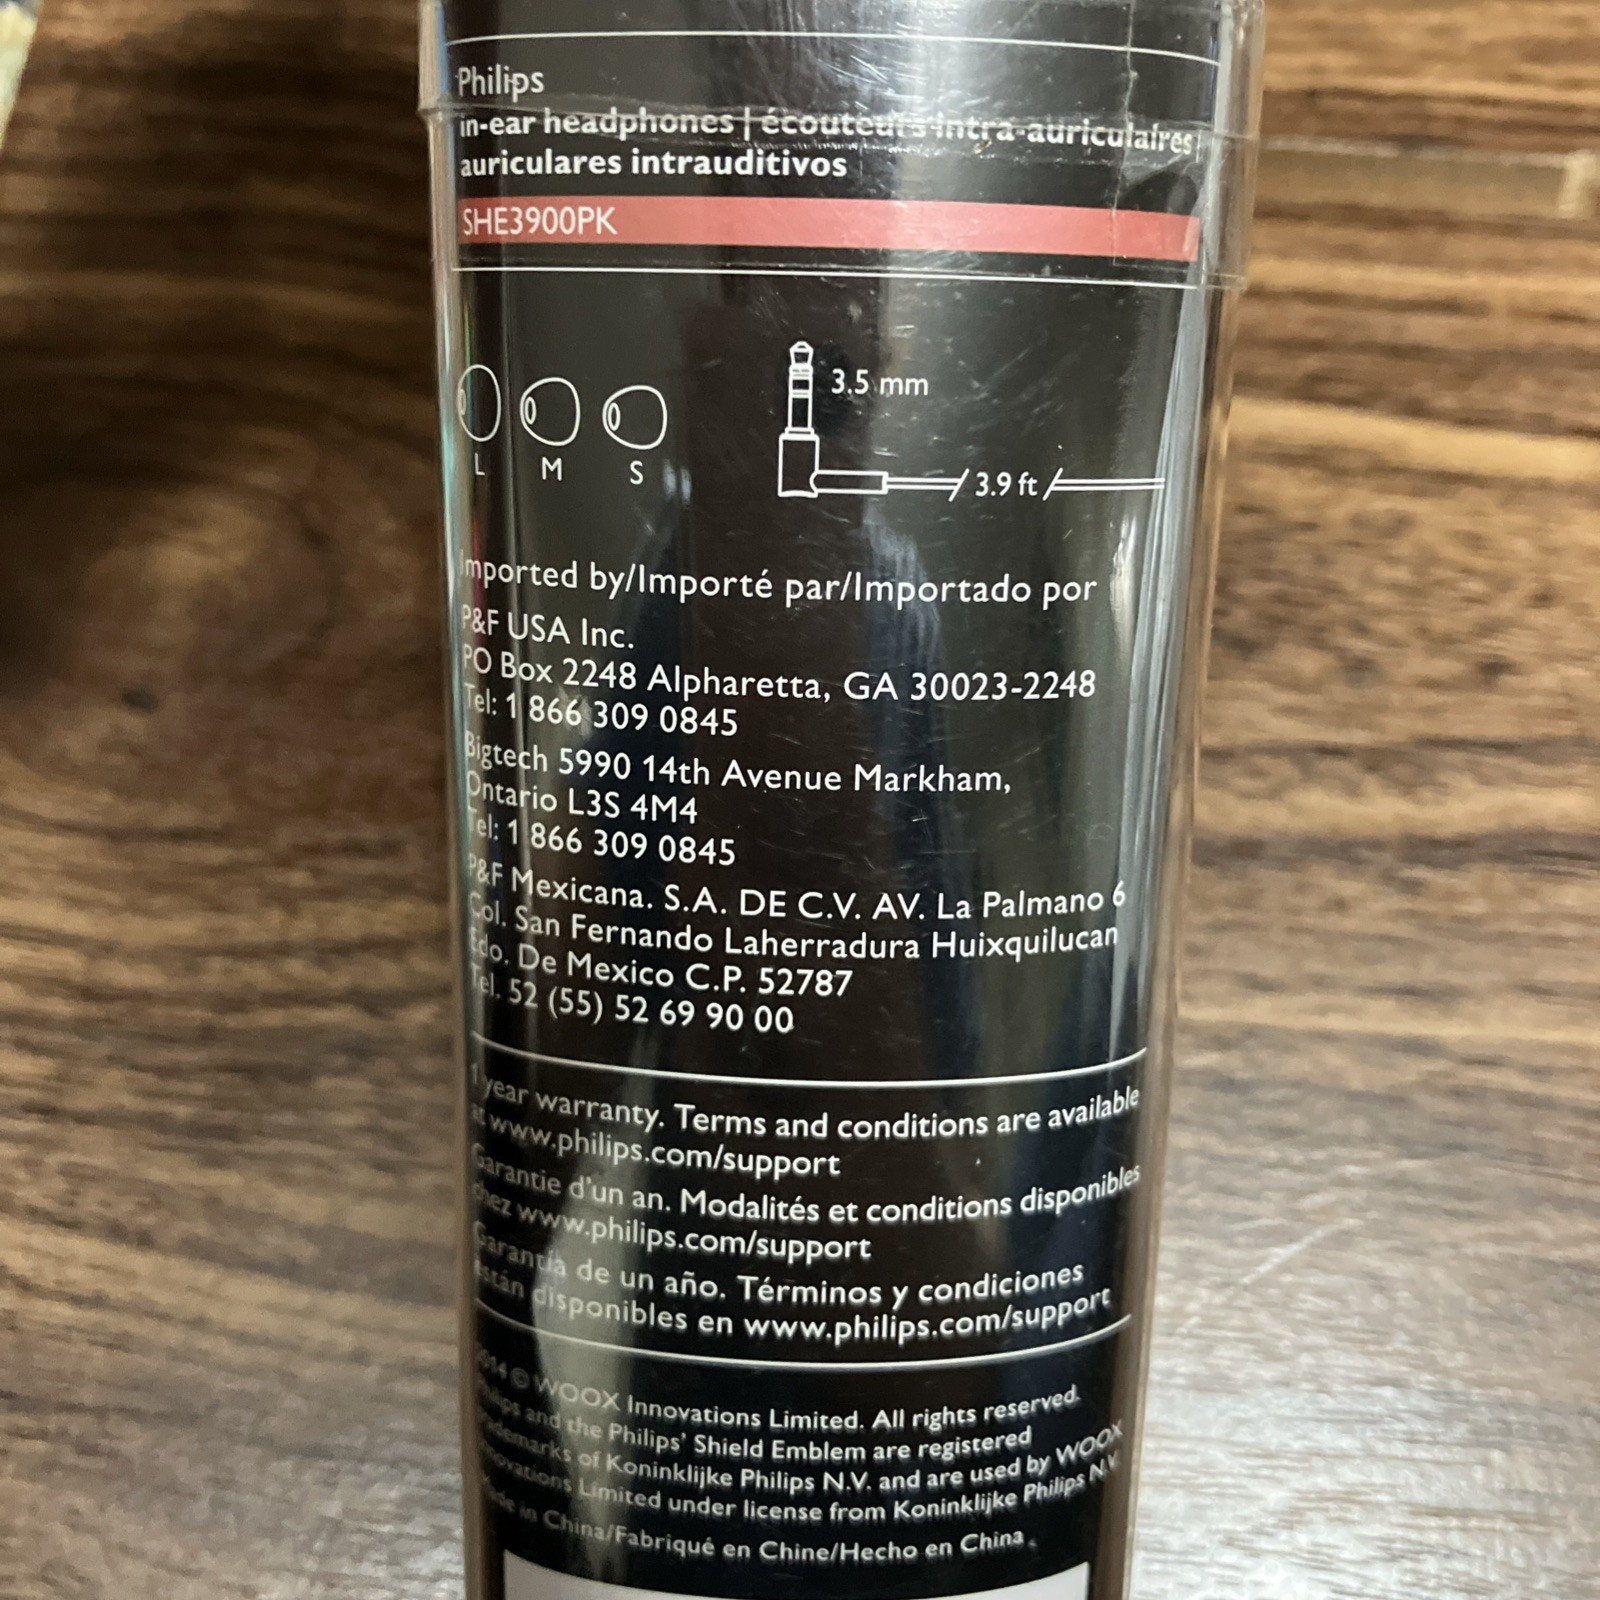 Philips
in-ear headphones | écouteurs intra-auriculaires |
auriculares intrauditivos
SHE3900PK
3.5 mm
L M S
3.9 ft
Imported by/Importé par/Importado por
P&F USA Inc.
PO Box 2248 Alpharetta, GA 30023-2248
Tel: 1 866 309 0845
Bigtech 5990 14th Avenue Markham,
Ontario L3S 4M4
Tel: 1 866 309 0845
P&F Mexicana. S.A. DE C.V. AV. La Palmano 6
Col. San Fernando Laherradura Huixquilucan
Edo. De Mexico C.P. 52787
Tel. 52 (55) 52 69 90 00
1 year warranty. Terms and conditions are available
at www.philips.com/support
Garantie d'un an. Modalités et conditions disponibles
chez www.philips.com/support
Garantía de un año. Términos y condiciones
están disponibles en www.philips.com/support
2014 © WOOX Innovations Limited. All rights reserved.
Philips and the Philips' Shield Emblem are registered
trademarks of Koninklijke Philips N.V. and are used by WOOX
Innovations Limited under license from Koninklijke Philips N.V.
Made in China/Fabriqué en Chine/Hecho en China